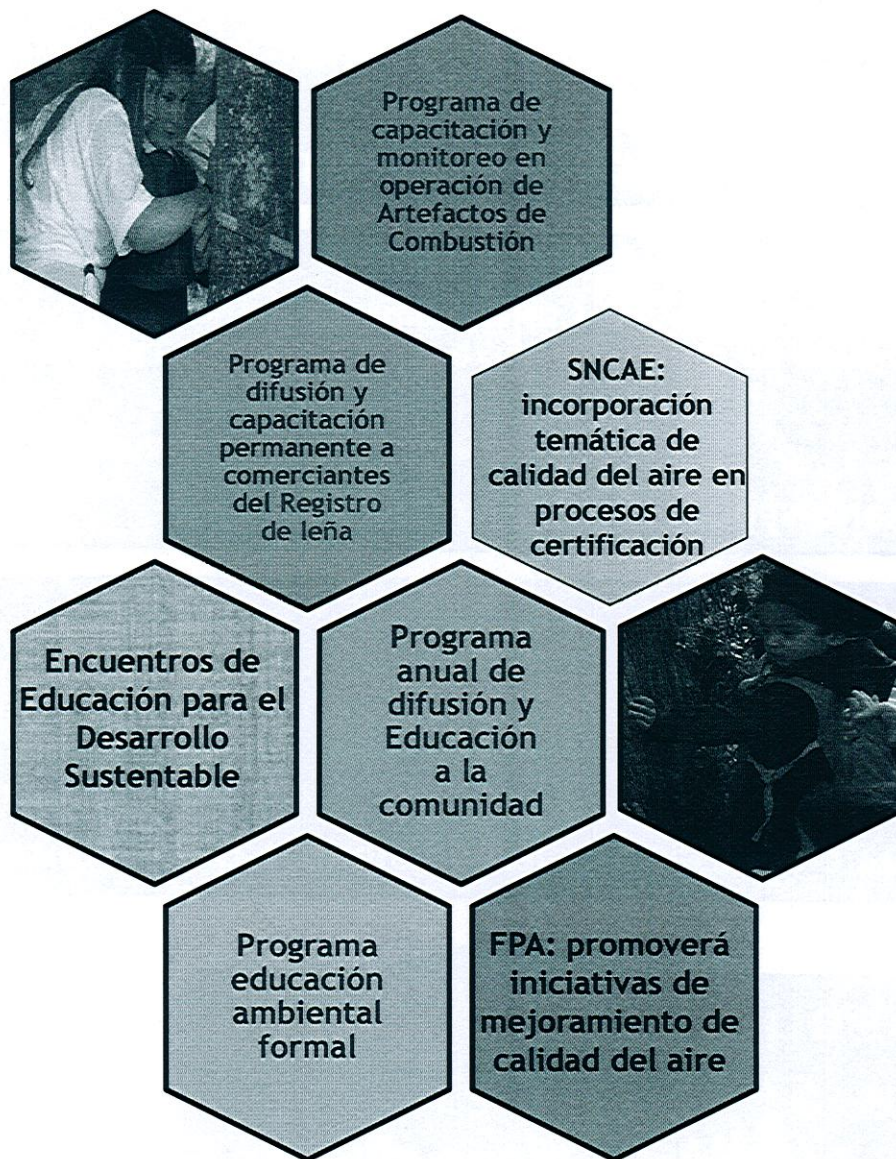 Programa de
capacitación y
monitoreo en
operación de
Artefactos de
Combustión
Programa de
difusión y
capacitación
permanente a
comerciantes
del Registro
de leña
SNCAE:
incorporación
temática de
calidad del aire en
procesos de
certificación
Encuentros de
Educación para el
Desarrollo
Sustentable
Programa
anual de
difusión y
Educación
a la
comunidad
Programa
educación
ambiental
formal
FPA: promoverá
iniciativas de
mejoramiento de
calidad del aire